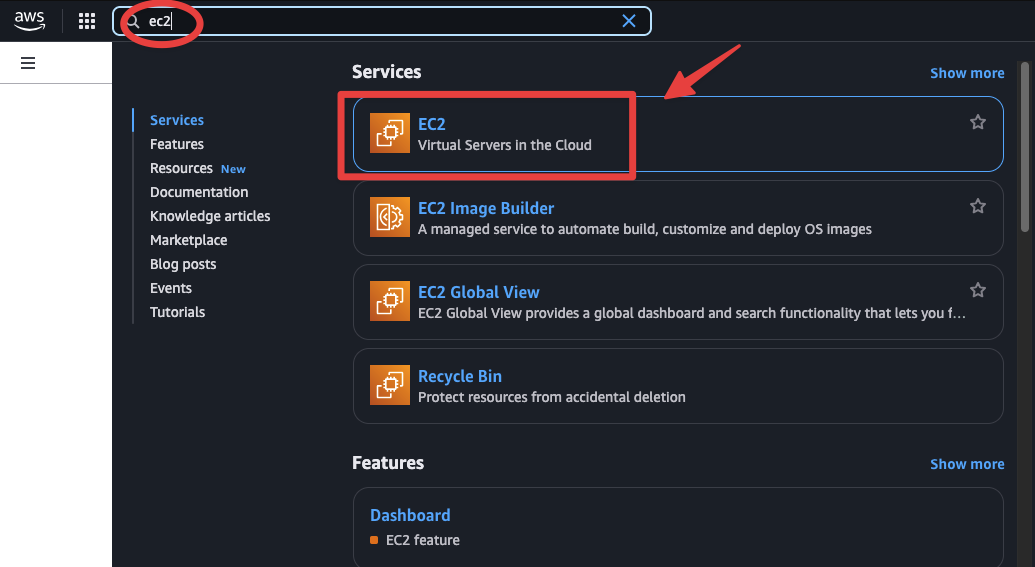 aws
ec2
Services
Show more
Services
Features
Resources New
Documentation
Knowledge articles
Marketplace
Blog posts
Events
Tutorials
EC2
Virtual Servers in the Cloud
EC2 Image Builder
A managed service to automate build, customize and deploy OS images
EC2 Global View
EC2 Global View provides a global dashboard and search functionality that lets you f…
Recycle Bin
Protect resources from accidental deletion
Features
Show more
Dashboard
EC2 feature